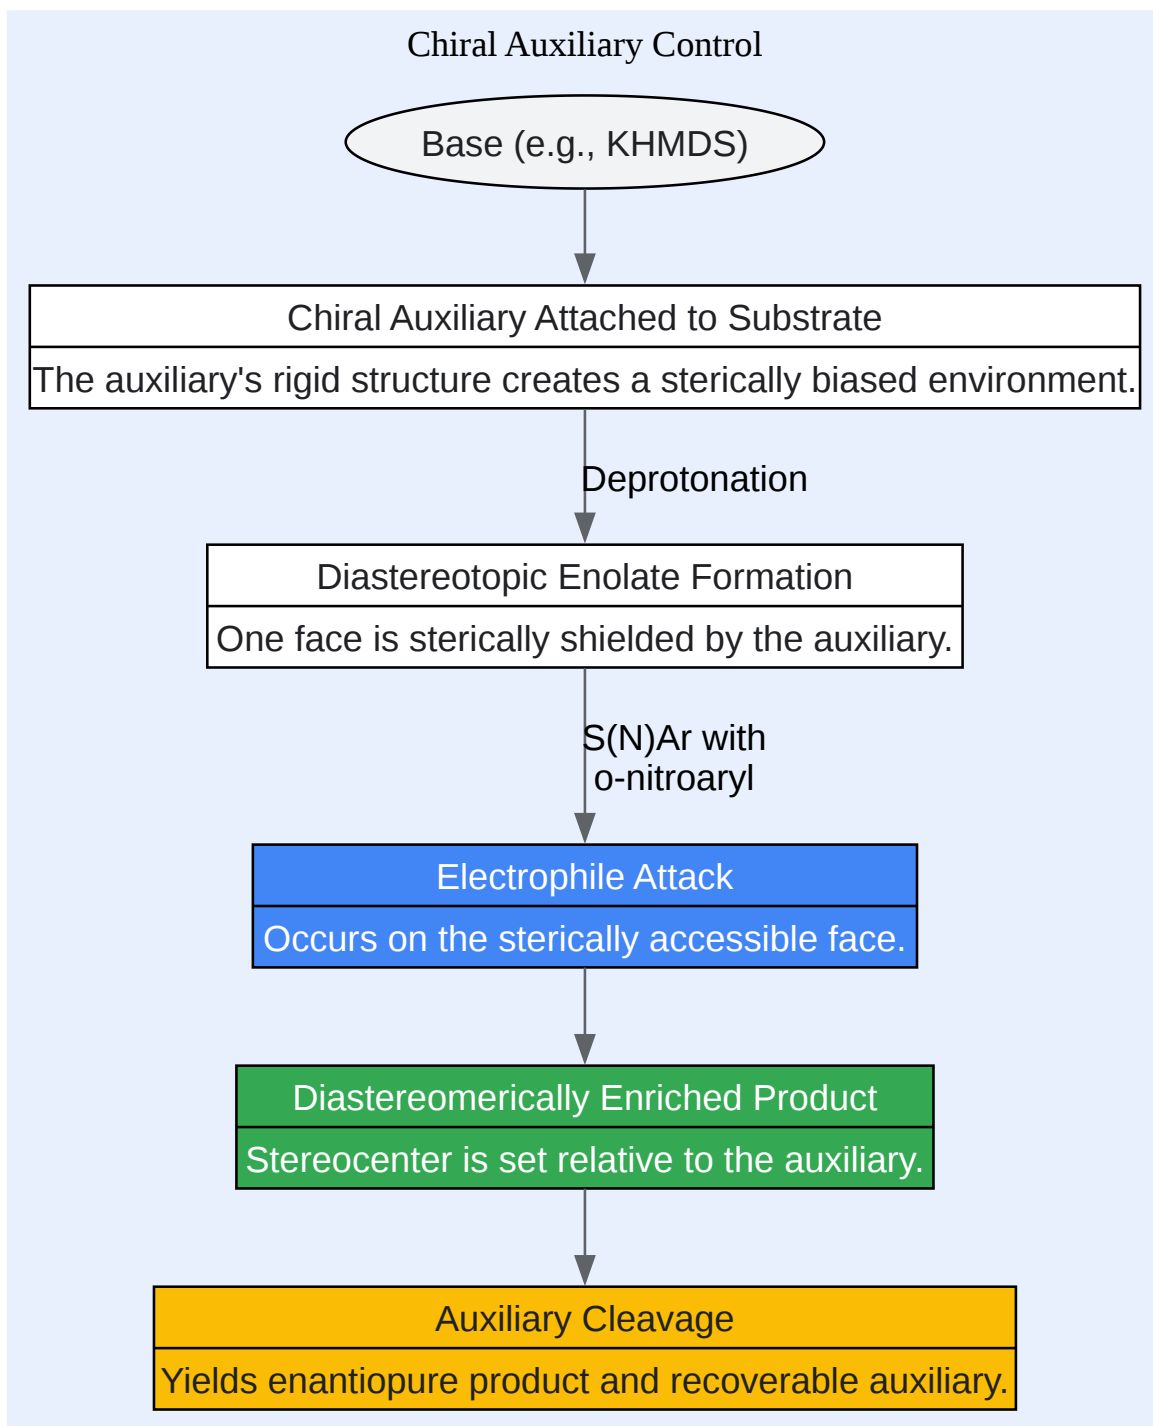 Chiral Auxiliary Control
Base (e.g., KHMDS)
Chiral Auxiliary Attached to Substrate
The auxiliary's rigid structure creates a sterically biased environment.
Deprotonation
Diastereotopic Enolate Formation
One face is sterically shielded by the auxiliary.
S(N)Ar with
o-nitroaryl
Electrophile Attack
Occurs on the sterically accessible face.
Diastereomerically Enriched Product
Stereocenter is set relative to the auxiliary.
Auxiliary Cleavage
Yields enantiopure product and recoverable auxiliary.